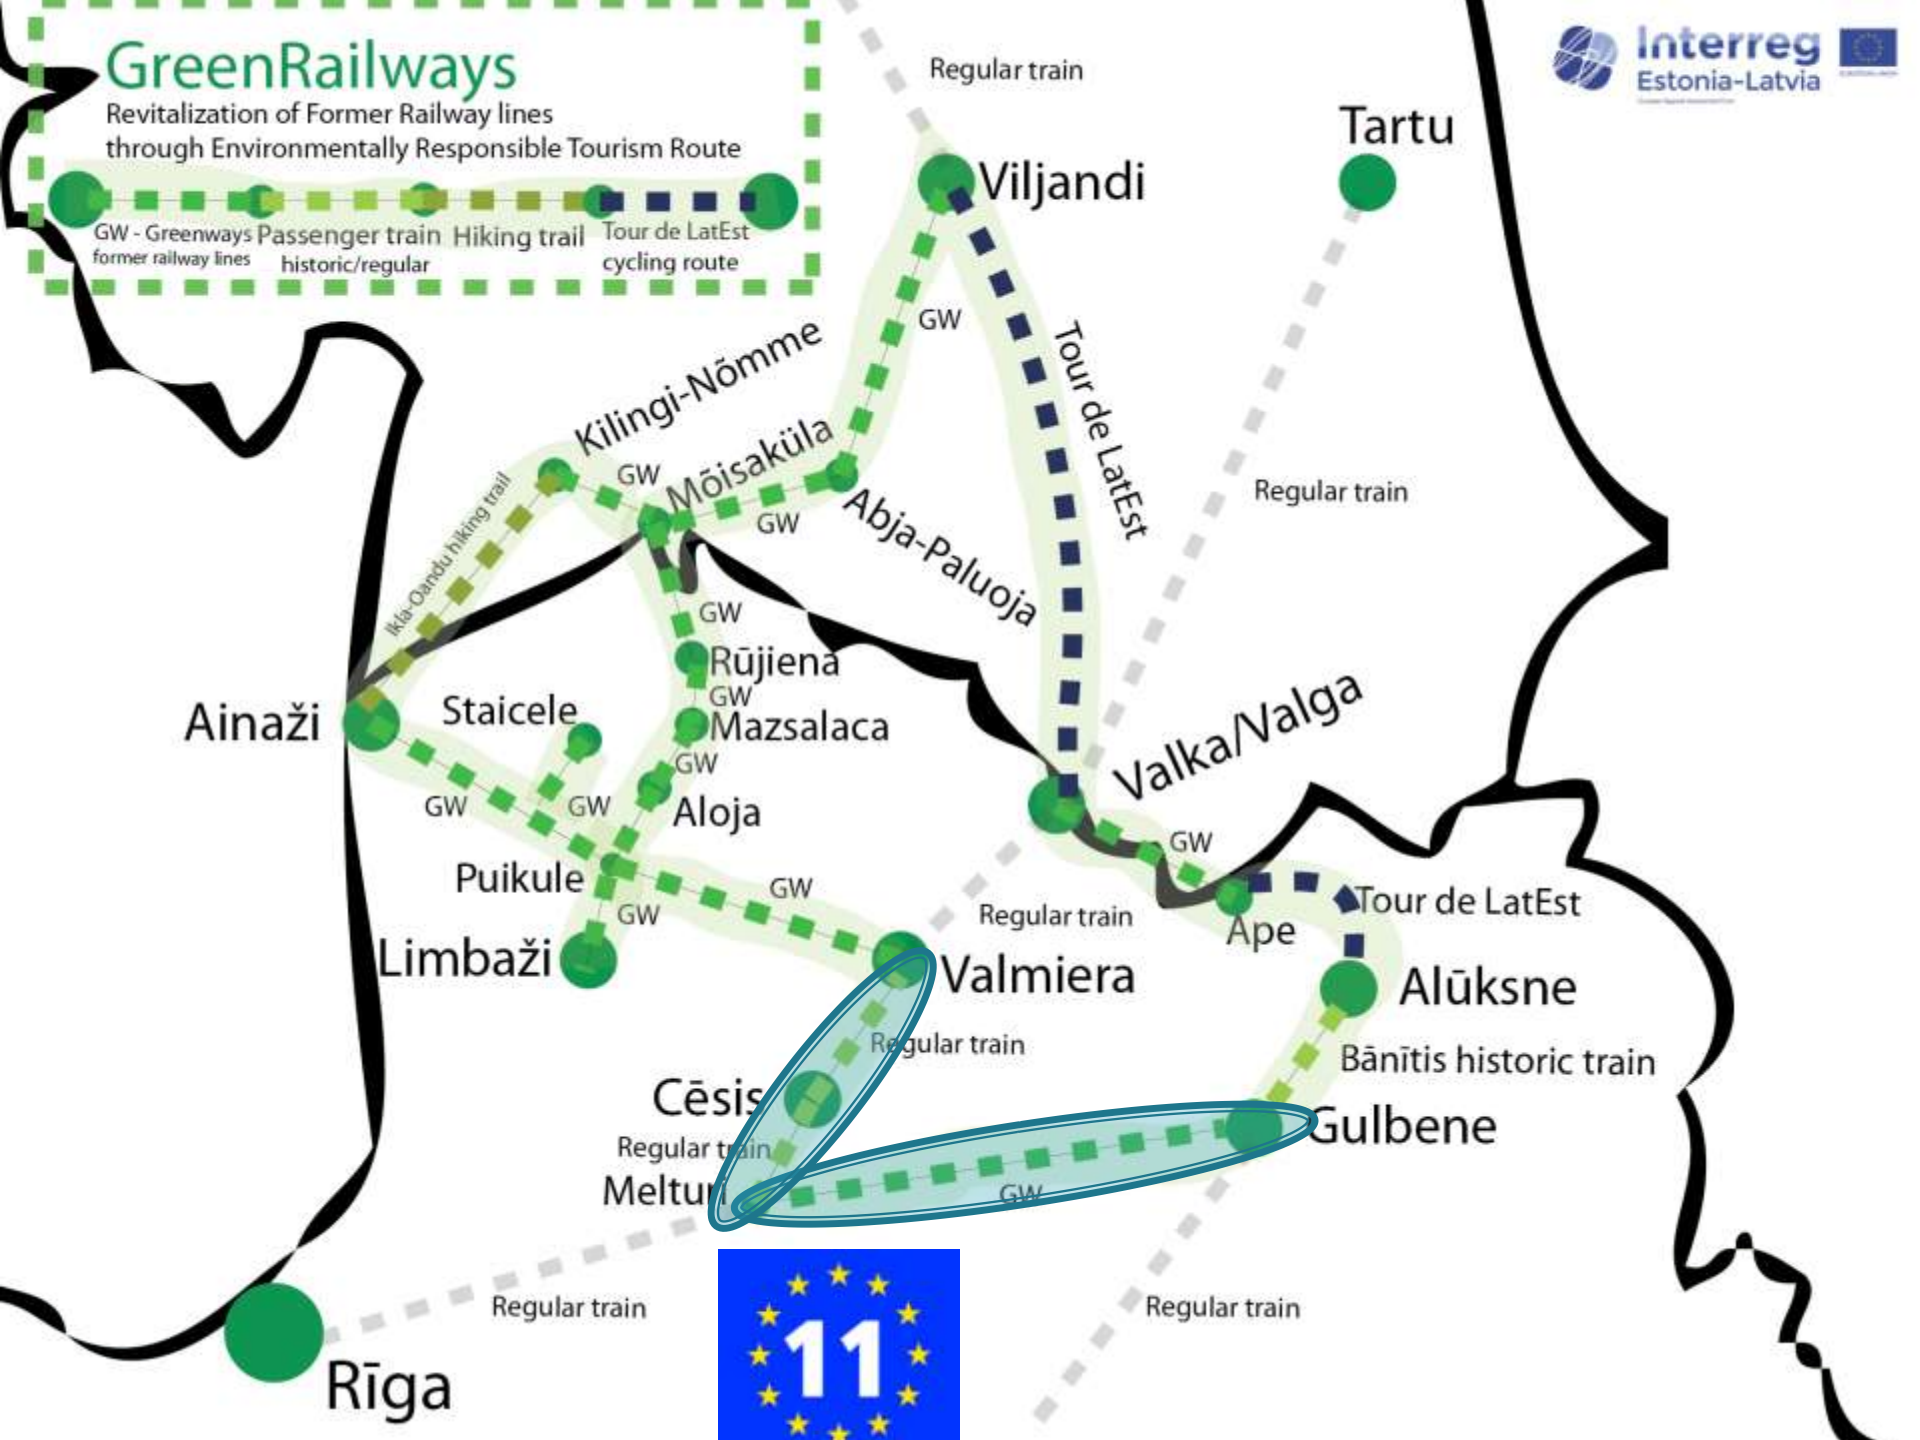 GreenRailways
Revitalization of Former Railway lines
through Environmentally Responsible Tourism Route
GW - Greenways
former railway lines
Passenger train
historic/regular
Hiking trail
Tour de LatEst
cycling route
Interreg
Estonia-Latvia
Regular train
Tartu
Viljandi
GW
Kilingi-Nõmme
Tour de LatEst
Mõisaküla
GW
GW
Abja-Paluoja
Regular train
Ikla-Oandu hiking trail
GW
Rūjiena
GW
Staicele
Ainaži
Mazsalaca
GW
Valka/Valga
GW
GW
Aloja
GW
Puikule
GW
GW
Regular train
Tour de LatEst
Ape
Limbaži
Valmiera
Alūksne
Regular train
Bānītis historic train
Cēsis
Gulbene
Regular train
Melturi
GW
Regular train
Regular train
11
Rīga